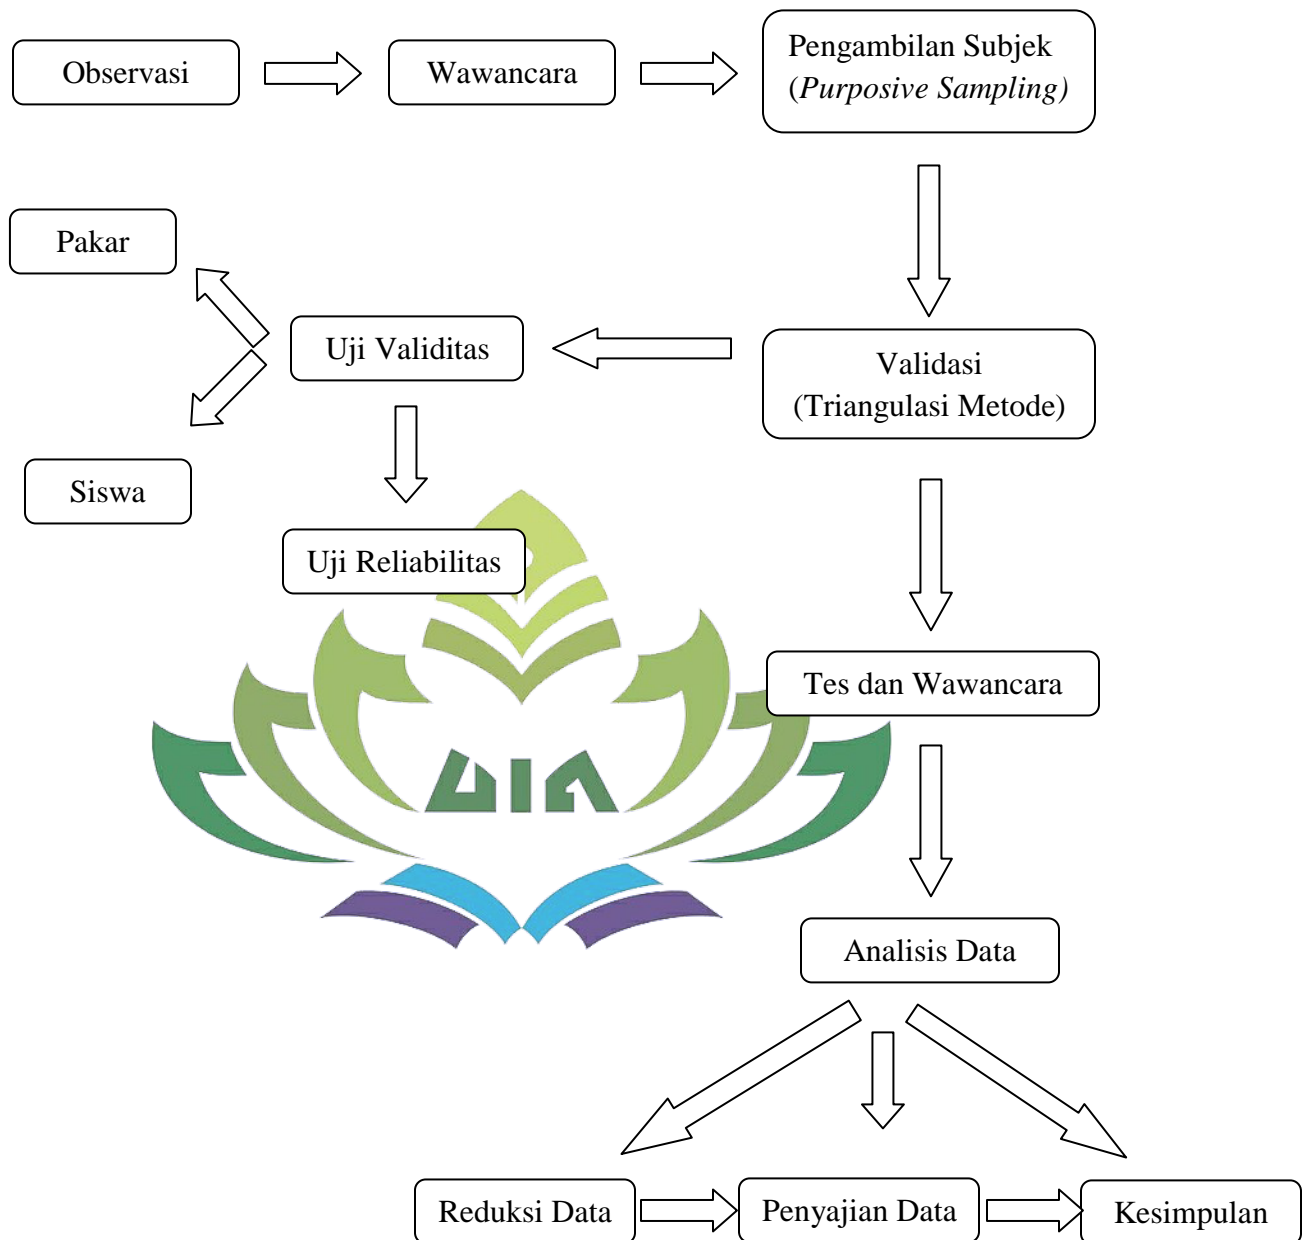 Observasi
Wawancara
Pengambilan Subjek
(Purposive Sampling)
Pakar
Uji Validitas
Validasi
(Triangulasi Metode)
Siswa
Uji Reliabilitas
Tes dan Wawancara
UIN
Analisis Data
Reduksi Data
Penyajian Data
Kesimpulan